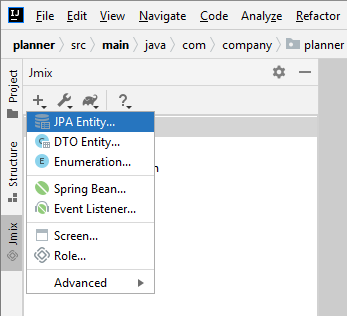 IJ File Edit View Navigate Code Analyze Refactor
planner src main java com company planner
Jmix
Project
Structure
Jmix
?
JPA Entity...
DTO Entity...
C
Enumeration...
E
Spring Bean...
Event Listener...
Screen...
Role...
Advanced